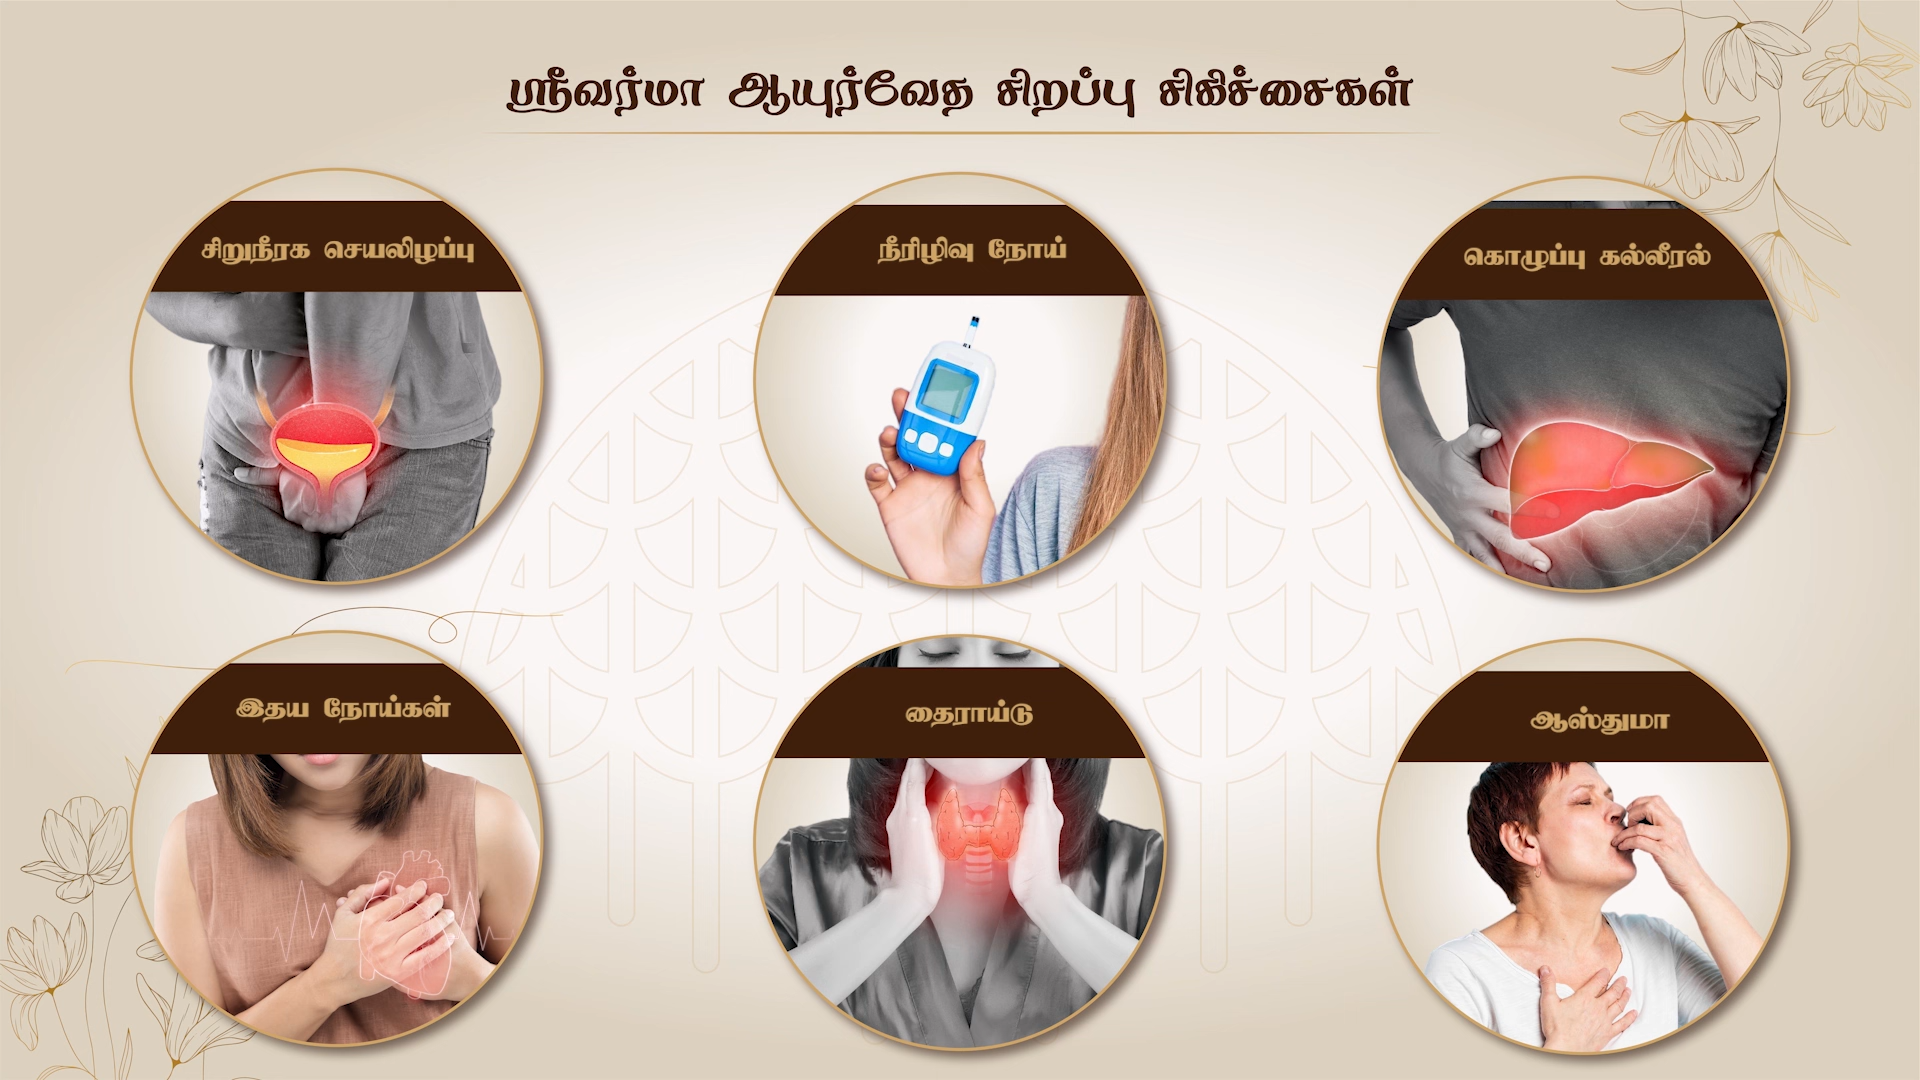 ஸ்ரீவர்மா ஆயுர்வேத சிறப்பு சிகிச்சைகள்
சிறுநீரக செயலிழப்பு
நீரிழிவு நோய்
கொழுப்பு கல்லீரல்
இதய நோய்கள்
தைராய்டு
ஆஸ்துமா